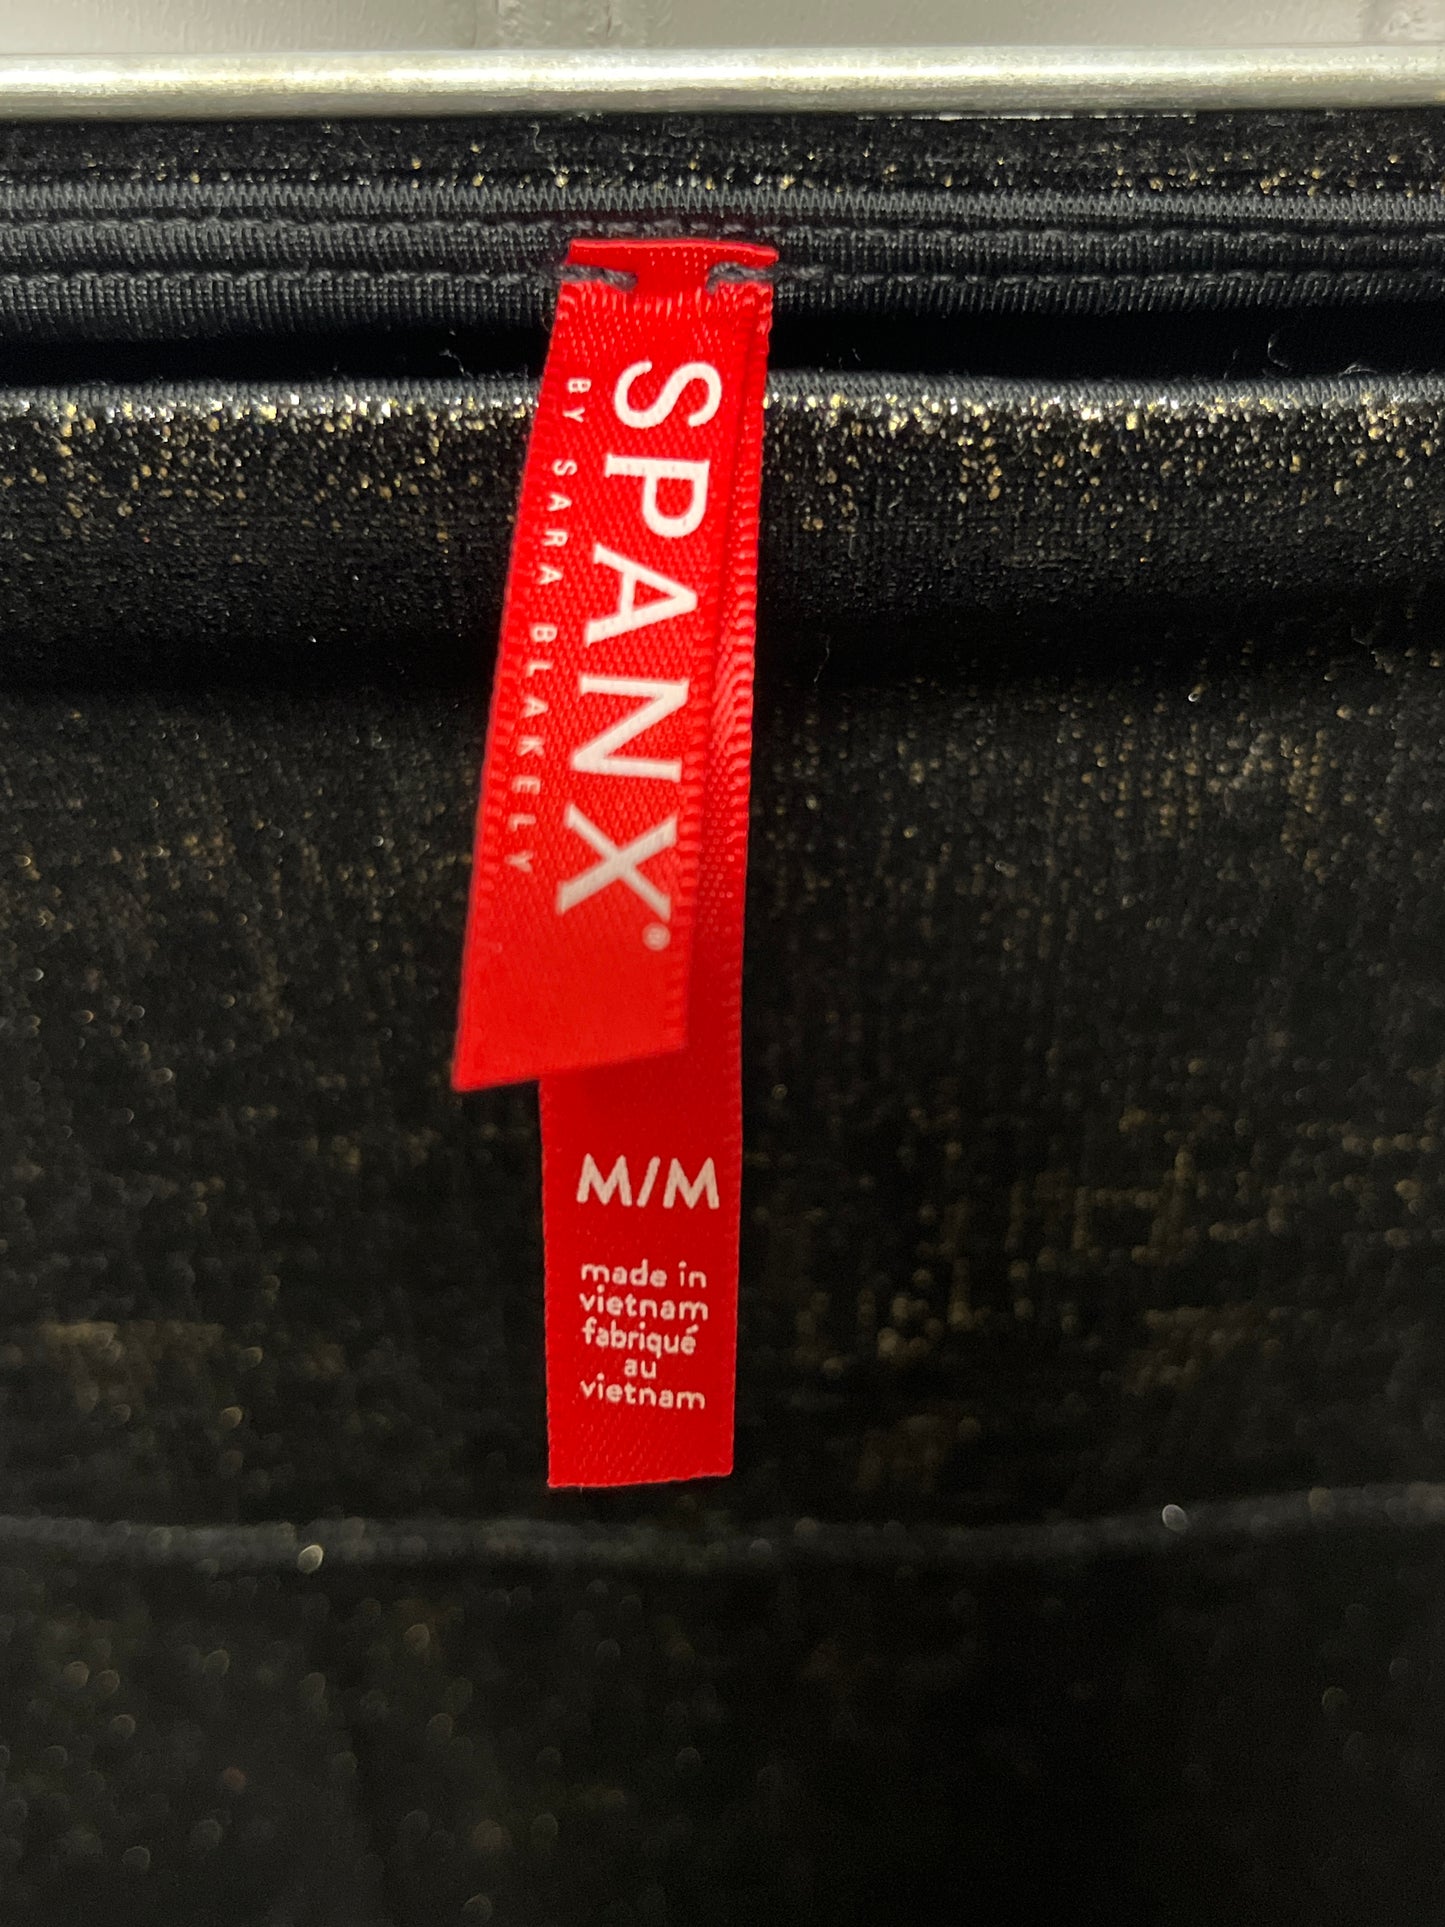 SPANX®
BY SARA BLAKELY
M/M
made in
vietnam
fabriqué
au
vietnam